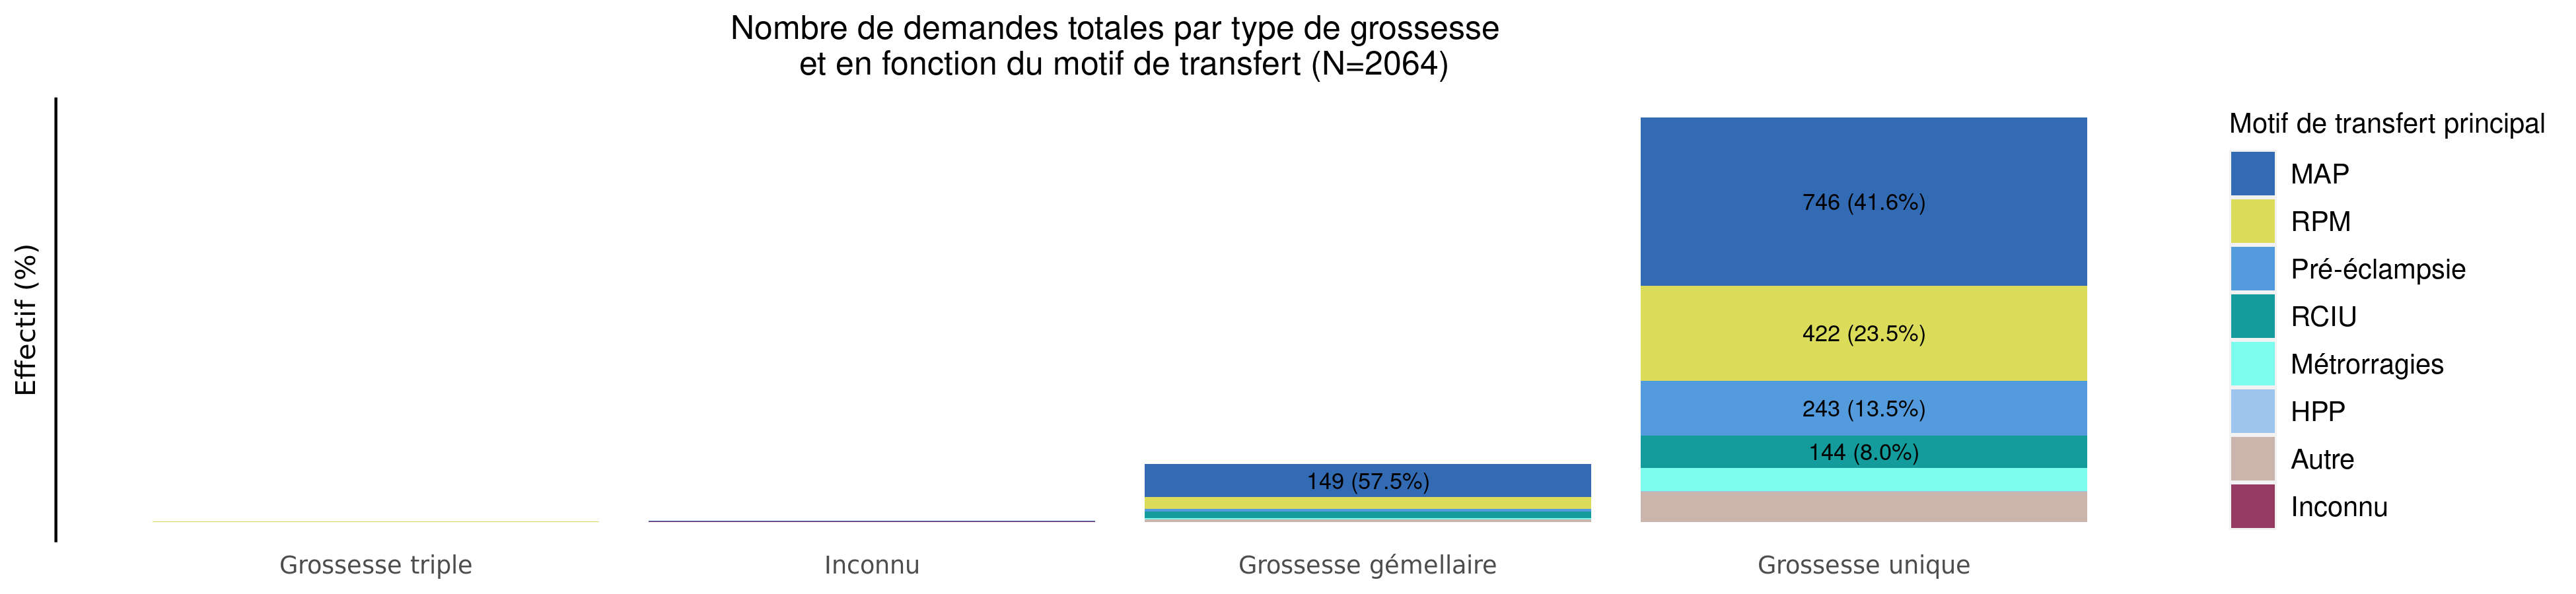 Nombre de demandes totales par type de grossesse
et en fonction du motif de transfert (N=2064)
Effectif (%)
746 (41.6%)
422 (23.5%)
243 (13.5%)
144 (8.0%)
149 (57.5%)
Grossesse triple
Inconnu
Grossesse gémellaire
Grossesse unique
Motif de transfert principal
MAP
RPM
Pré-éclampsie
RCIU
Métrorragies
HPP
Autre
Inconnu